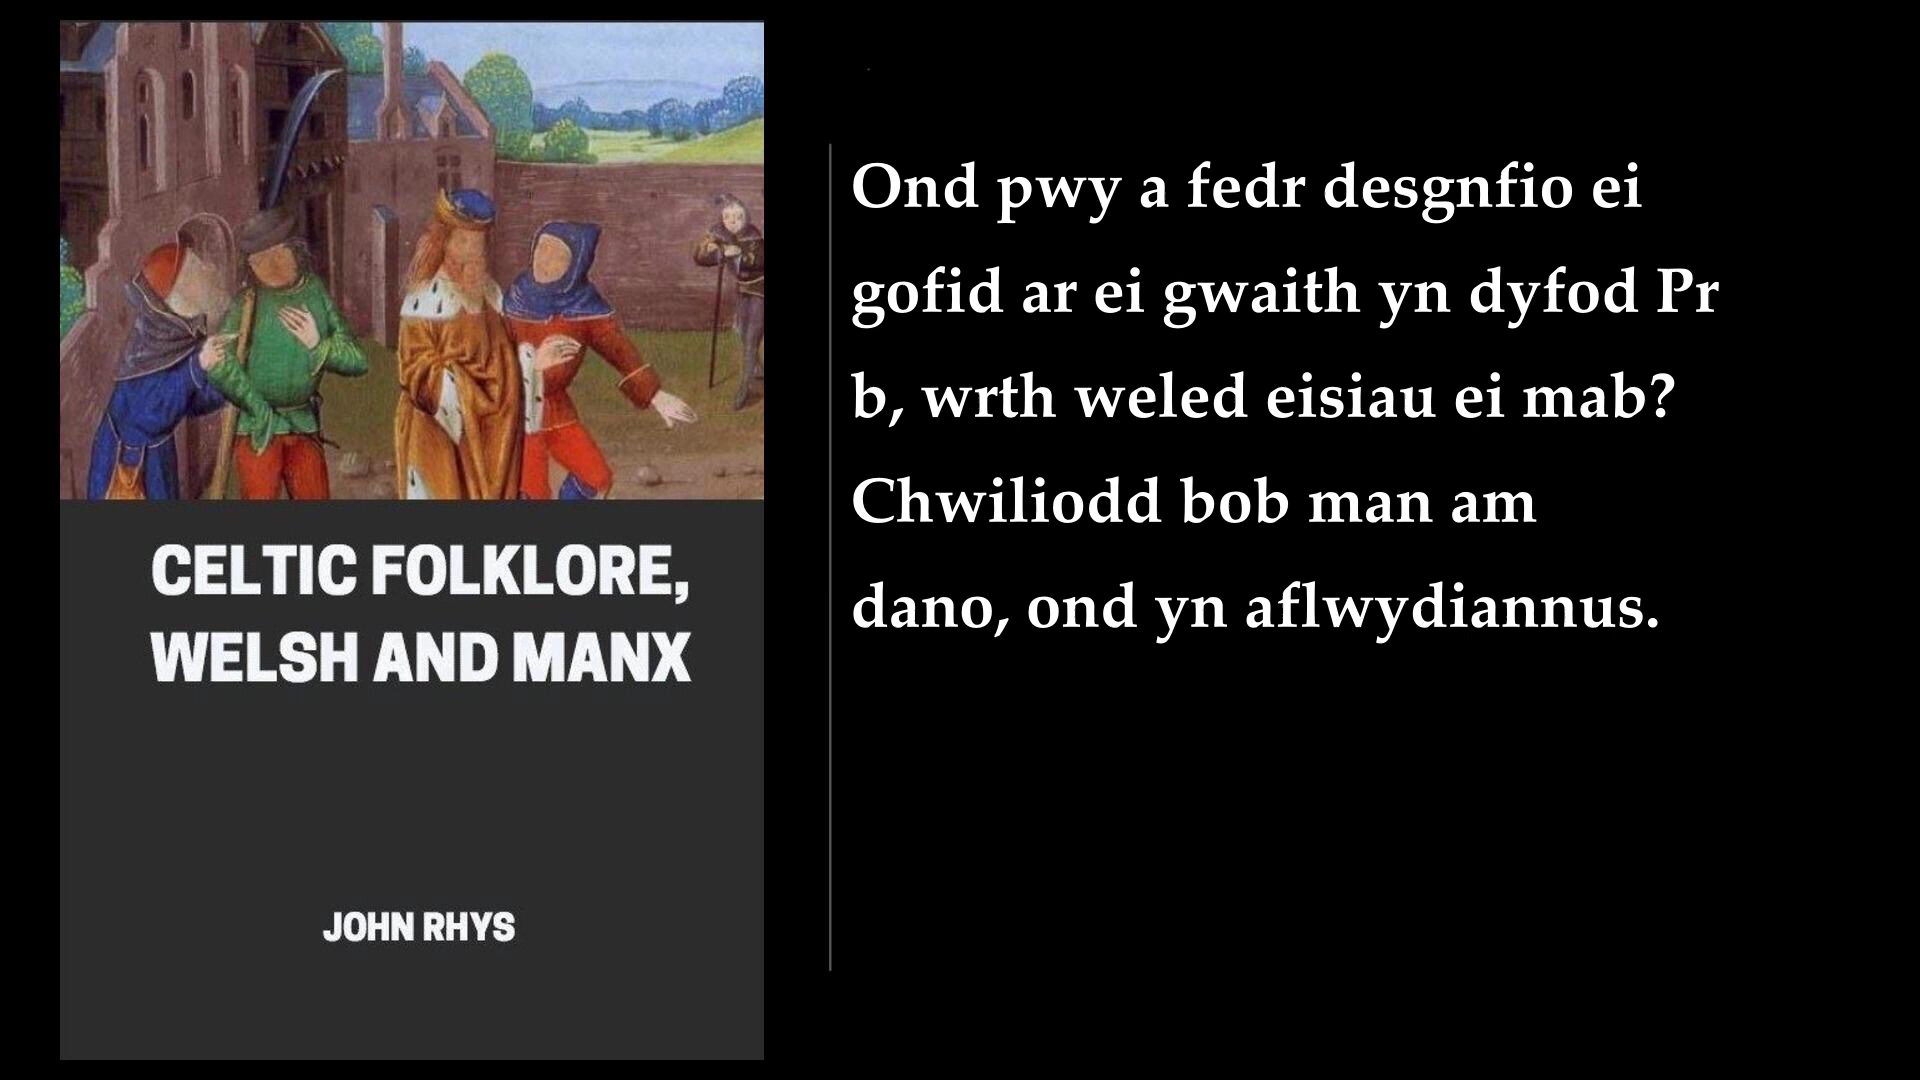 CELTIC FOLKLORE,
WELSH AND MANX
JOHN RHYS
Ond pwy a fedr desgnfio ei
gofid ar ei gwaith yn dyfod Pr
b, wrth weled eisiau ei mab?
Chwiliodd bob man am
dano, ond yn aflwydiannus.